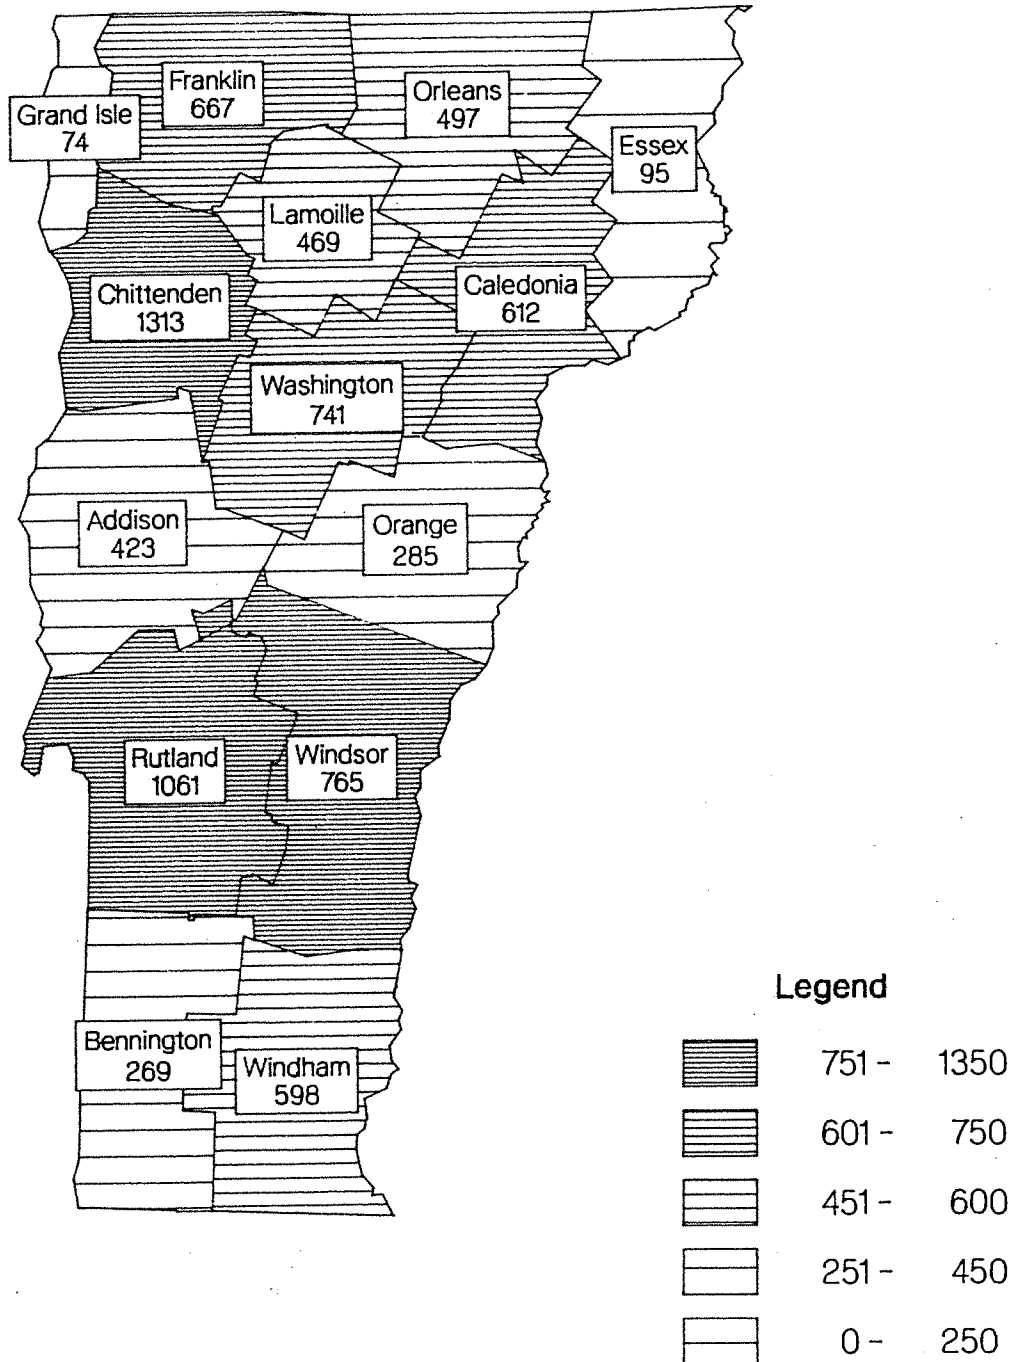 Franklin
667
Orleans
497
Grand Isle
74
Essex
95
Lamoille
469
Chittenden
1313
Caledonia
612
Washington
741
Addison
423
Orange
285
Rutland
1061
Windsor
765
Bennington
269
Windham
598
Legend
751 - 1350
601 - 750
451 - 600
251 - 450
0 - 250